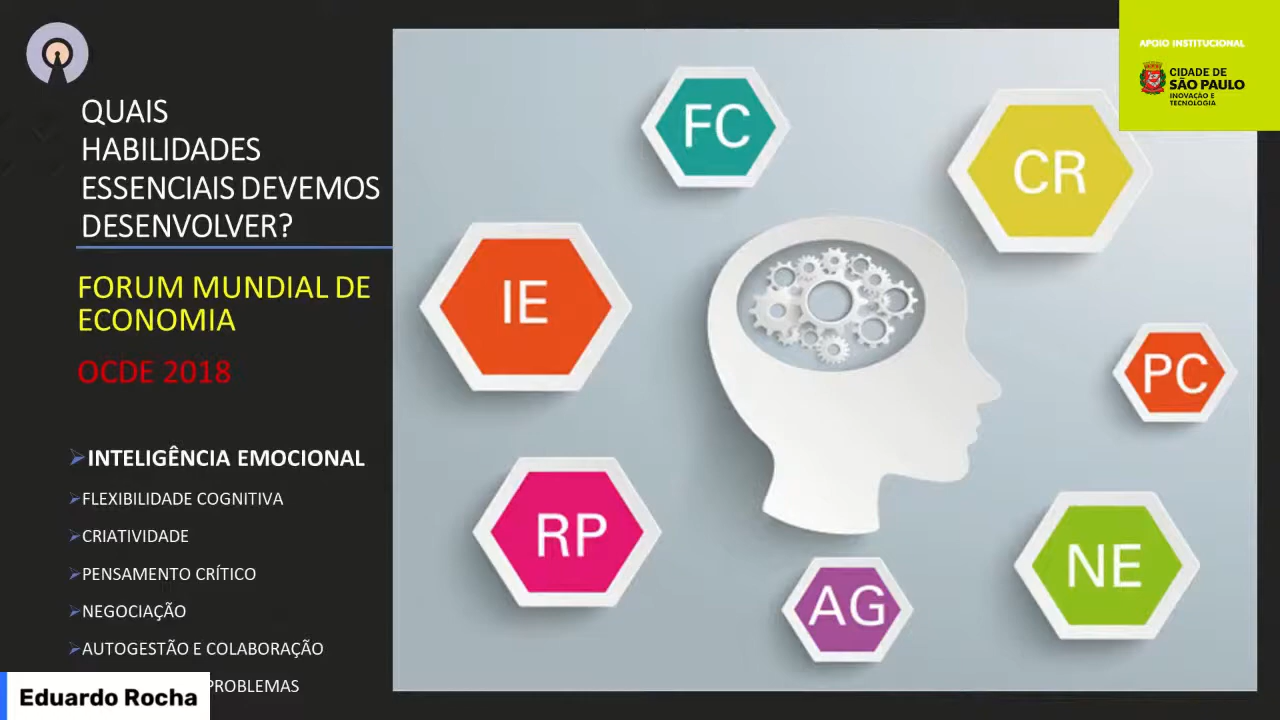 QUAIS
HABILIDADES
ESSENCIAIS DEVEMOS
DESENVOLVER?
FORUM MUNDIAL DE
ECONOMIA
OCDE 2018
INTELIGÊNCIA EMOCIONAL
FLEXIBILIDADE COGNITIVA
CRIATIVIDADE
PENSAMENTO CRÍTICO
NEGOCIAÇÃO
AUTOGESTÃO E COLABORAÇÃO
PROBLEMAS
Eduardo Rocha
FC
CR
IE
PC
RP
NE
AG
APOIO INSTITUCIONAL
CIDADE DE
SÃO PAULO
INOVAÇÃO E
TECNOLOGIA